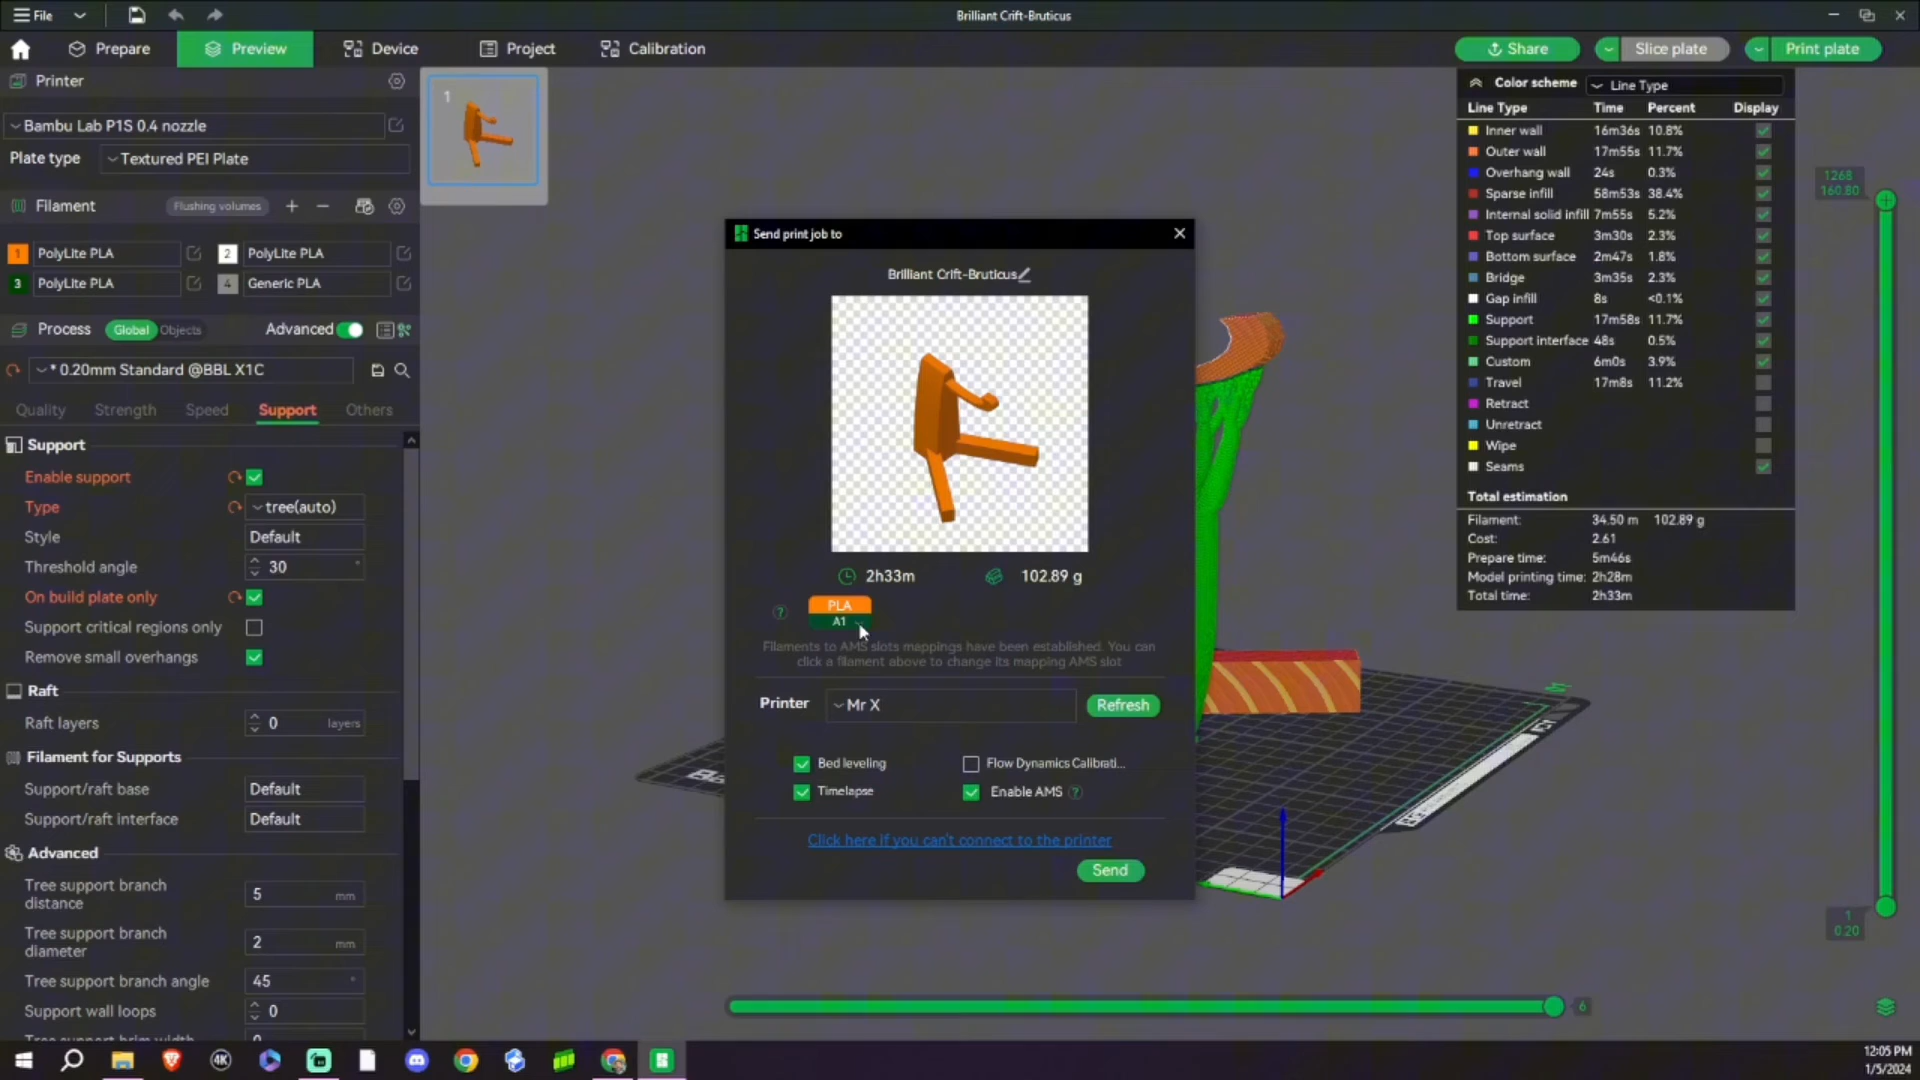 File
Brilliant Crift-Bruticus
Prepare
Preview
Device
Project
Calibration
Share
Slice plate
Print plate
Printer
Bambu Lab P1S 0.4 nozzle
Plate type
Textured PEI Plate
Filament
Flushing volumes
1 PolyLite PLA
2 PolyLite PLA
3 PolyLite PLA
4 Generic PLA
Process Global Objects Advanced
* 0.20mm Standard @BBL X1C
Quality Strength Speed Support Others
Support
Enable support
Type tree(auto)
Style Default
Threshold angle 30 °
On build plate only
Support critical regions only
Remove small overhangs
Raft
Raft layers 0 layers
Filament for Supports
Support/raft base Default
Support/raft interface Default
Advanced
Tree support branch
distance
5 mm
Tree support branch
diameter
2 mm
Tree support branch angle 45 °
Support wall loops 0
Tree support brim width 0
1
Send print job to
Brilliant Crift-Bruticus
2h33m 102.89 g
?
PLA
A1
Filaments to AMS slots mappings have been established. You can
click a filament above to change its mapping AMS slot
Printer Mr X Refresh
Bed leveling Flow Dynamics Calibrati...
Timelapse Enable AMS ?
Click here if you can't connect to the printer
Send
Color scheme Line Type
Line Type Time Percent Display
Inner wall 16m36s 10.8%
Outer wall 17m55s 11.7%
Overhang wall 24s 0.3%
Sparse infill 58m53s 38.4%
Internal solid infill 7m55s 5.2%
Top surface 3m30s 2.3%
Bottom surface 2m47s 1.8%
Bridge 3m35s 2.3%
Gap infill 8s <0.1%
Support 17m58s 11.7%
Support interface 48s 0.5%
Custom 6m0s 3.9%
Travel 17m8s 11.2%
Retract
Unretract
Wipe
Seams
Total estimation
Filament: 34.50 m 102.89 g
Cost: 2.61
Prepare time: 5m46s
Model printing time: 2h28m
Total time: 2h33m
1268
160.80
1
0.20
6
4K
12:05 PM
1/5/2024